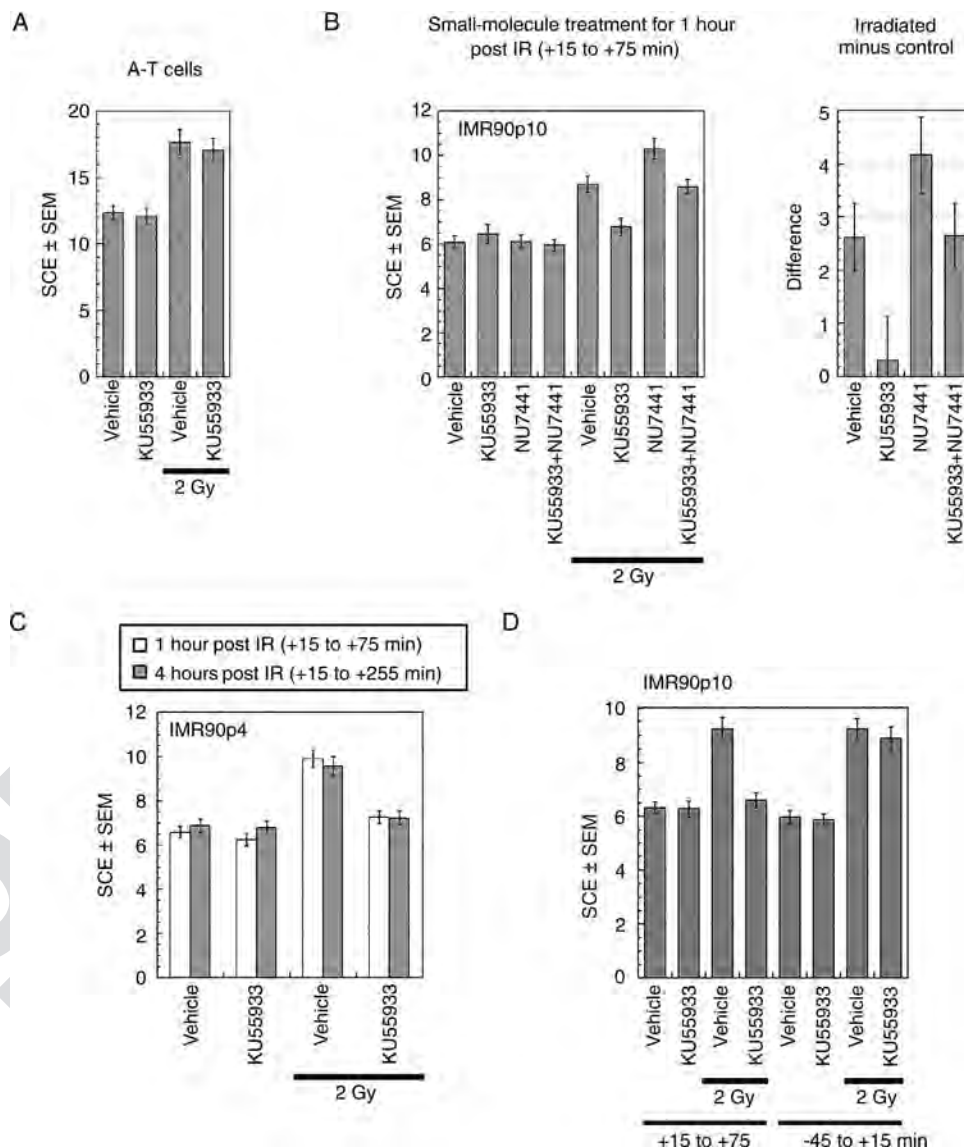 A
A-T cells
SCE ± SEM
20
15
10
5
0
Vehicle
KU55933
Vehicle
KU55933
2 Gy
B
Small-molecule treatment for 1 hour
post IR (+15 to +75 min)
IMR90p10
SCE ± SEM
12
10
8
6
4
2
0
Vehicle
KU55933
NU7441
KU55933+NU7441
Vehicle
KU55933
NU7441
KU55933+NU7441
2 Gy
Irradiated
minus control
Difference
5
4
3
2
1
0
Vehicle
KU55933
NU7441
KU55933+NU7441
C
1 hour post IR (+15 to +75 min)
4 hours post IR (+15 to +255 min)
IMR90p4
SCE ± SEM
12
10
8
6
4
2
0
Vehicle
KU55933
Vehicle
KU55933
2 Gy
D
IMR90p10
SCE ± SEM
10
8
6
4
2
0
Vehicle
KU55933
Vehicle
KU55933
Vehicle
KU55933
Vehicle
KU55933
2 Gy
2 Gy
+15 to +75
-45 to +15 min